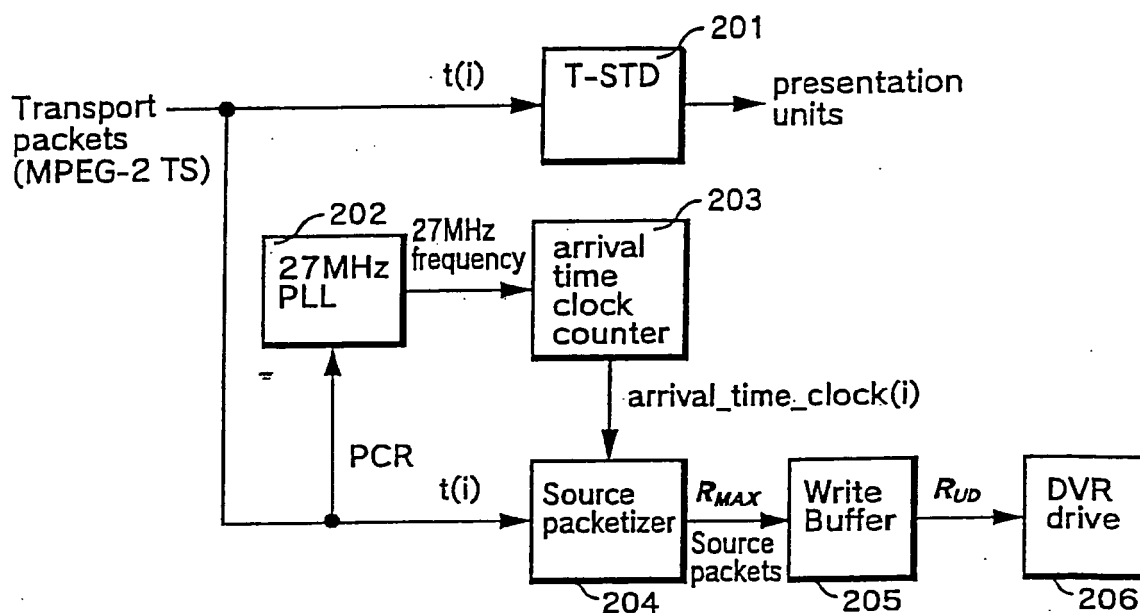 201
t(i)
T-STD
Transport
packets
(MPEG-2 TS)
presentation
units
202
27MHz
frequency
203
27MHz
PLL
arrival
time
clock
counter
arrival_time_clock(i)
PCR
t(i)
Source
packetizer
R_MAX
Source
packets
Write
Buffer
R_UD
DVR
drive
204
205
206